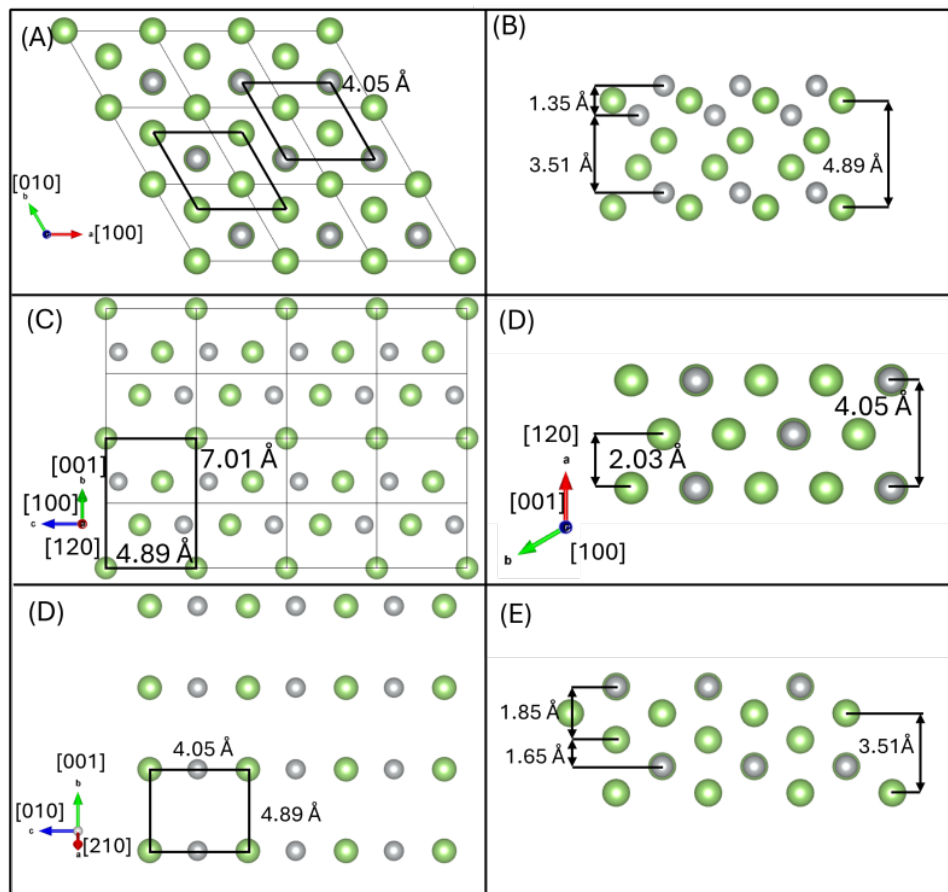 (A)
4.05 Å
[010]
b
a
[100]
(B)
1.35 Å
3.51 Å
4.89 Å
(C)
7.01 Å
[001]
b
[100]
c
[120]
4.89 Å
(D)
4.05 Å
[120]
2.03 Å
a
[001]
[100]
b
(D)
4.05 Å
[001]
b
4.89 Å
[010]
c
[210]
a
(E)
1.85 Å
1.65 Å
3.51Å